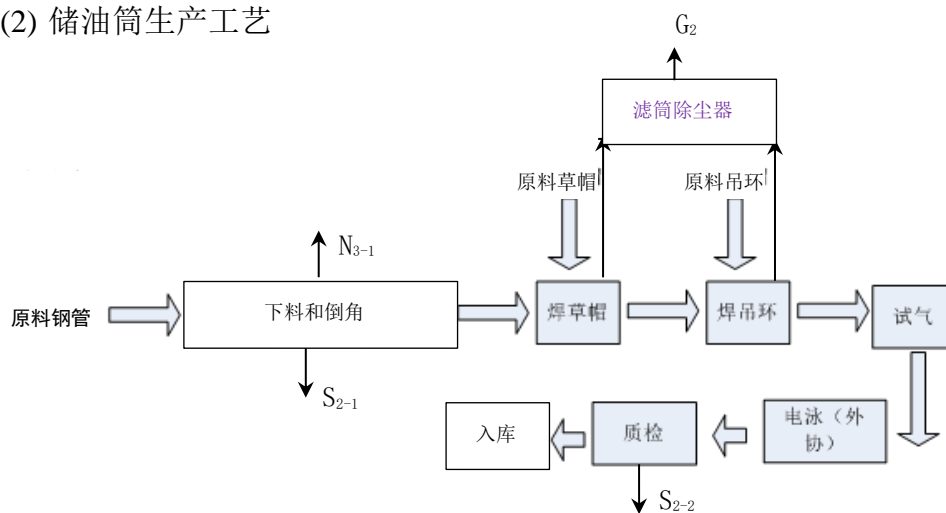 (2) 储油筒生产工艺
G2
滤筒除尘器
原料草帽
原料吊环
N3-1
原料钢管
下料和倒角
焊草帽
焊吊环
试气
S2-1
入库
质检
电泳（外
协）
S2-2